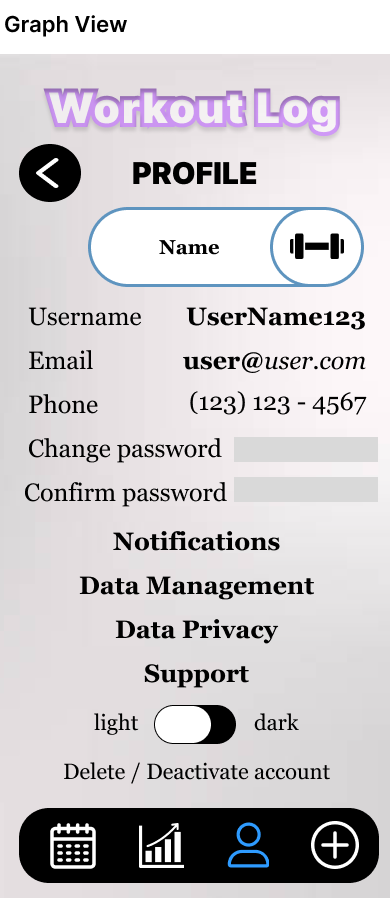 Graph View
Workout Log
PROFILE
Name
Username UserName123
Email user@user.com
Phone (123) 123 - 4567
Change password
Confirm password
Notifications
Data Management
Data Privacy
Support
light dark
Delete / Deactivate account